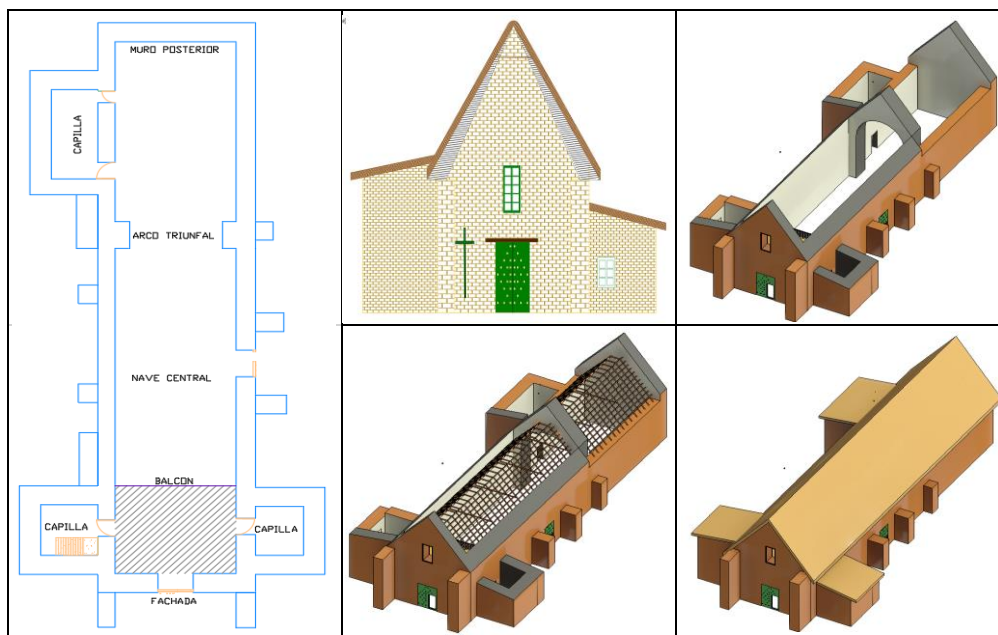 MURO POSTERIOR
CAPILLA
ARCO TRIUNFAL
NAVE CENTRAL
BALCON
CAPILLA
CAPILLA
FACHADA